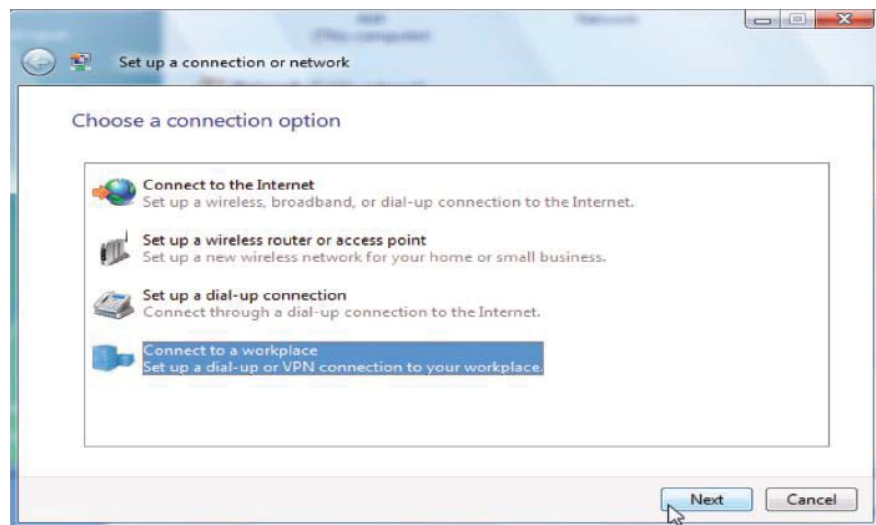 Set up a connection or network
Choose a connection option
Connect to the Internet
Set up a wireless, broadband, or dial-up connection to the Internet.
Set up a wireless router or access point
Set up a new wireless network for your home or small business.
Set up a dial-up connection
Connect through a dial-up connection to the Internet.
Connect to a workplace
Set up a dial-up or VPN connection to your workplace.
Next
Cancel